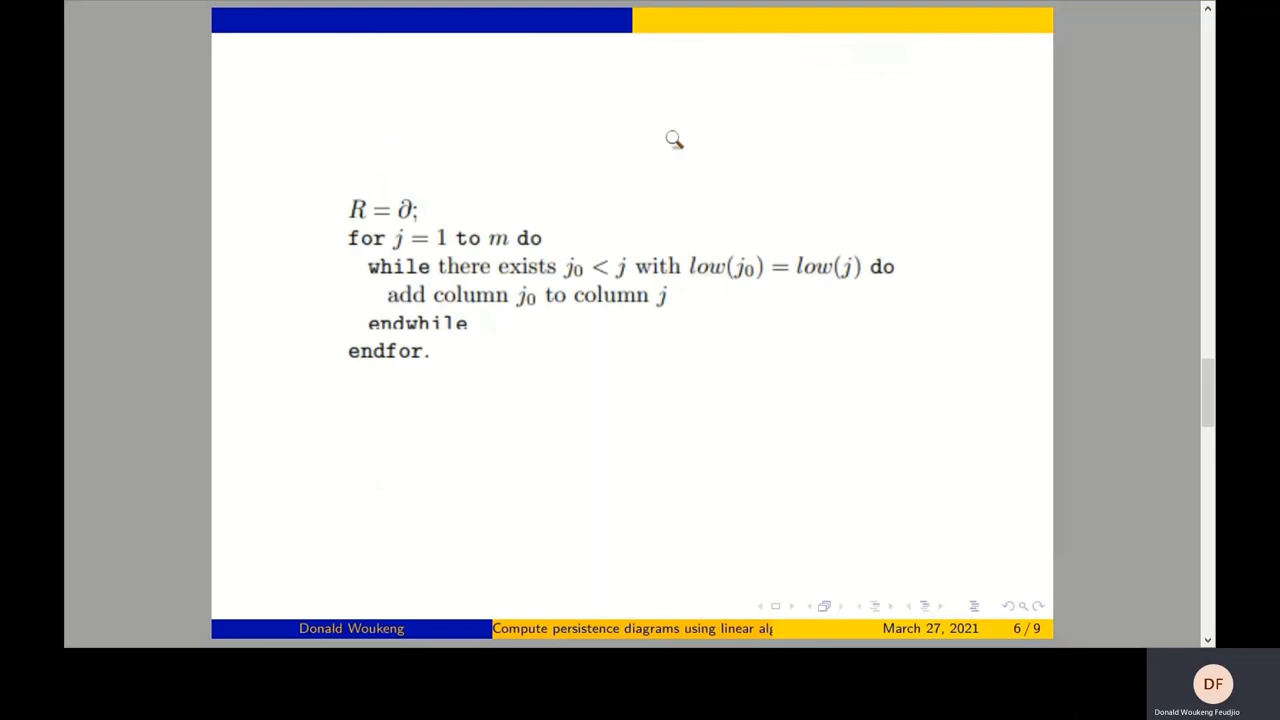 R = ∂;
for j = 1 to m do
while there exists j₀ < j with low(j₀) = low(j) do
add column j₀ to column j
endwhile
endfor.
Donald Woukeng Compute persistence diagrams using linear alg March 27, 2021 6 / 9
DF
Donald Woukeng Feudjio